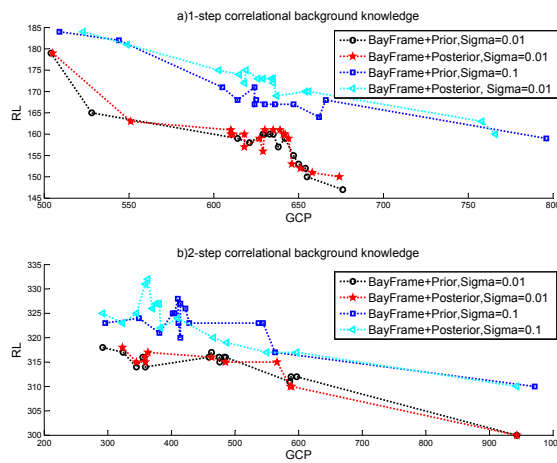 a)1-step correlational background knowledge
185
180
175
170
165
160
155
150
145
RL
500
550
600
650
700
750
800
GCP
BayFrame+Prior,Sigma=0.01
BayFrame+Posterior,Sigma=0.01
BayFrame+Prior,Sigma=0.1
BayFrame+Posterior, Sigma=0.01
b)2-step correlational background knowledge
335
330
325
320
315
310
305
300
RL
200
300
400
500
600
700
800
900
GCP
BayFrame+Prior,Sigma=0.01
BayFrame+Posterior,Sigma=0.01
BayFrame+Prior,Sigma=0.1
BayFrame+Posterior,Sigma=0.1